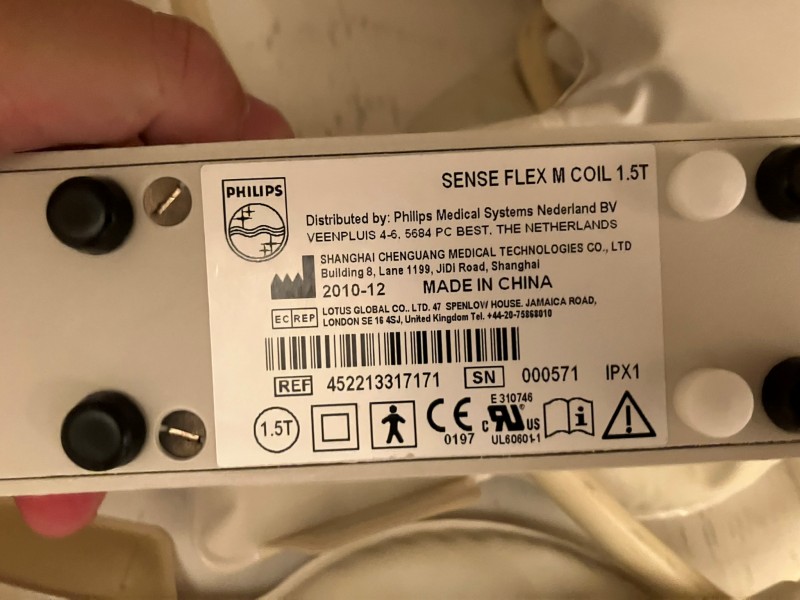 PHILIPS
SENSE FLEX M COIL 1.5T
Distributed by: Philips Medical Systems Nederland BV
VEENPLUIS 4-6, 5684 PC BEST, THE NETHERLANDS
SHANGHAI CHENGUANG MEDICAL TECHNOLOGIES CO., LTD
Building 8, Lane 1199, JiDi Road, Shanghai
2010-12 MADE IN CHINA
EC REP LOTUS GLOBAL CO., LTD. 47 SPENLOW HOUSE. JAMAICA ROAD,
LONDON SE 16 4SJ, United Kingdom Tel. +44-20-75868010
REF 452213317171 SN 000571 IPX1
1.5T
CE
0197
E 310746
c RU US
UL60601-1
i